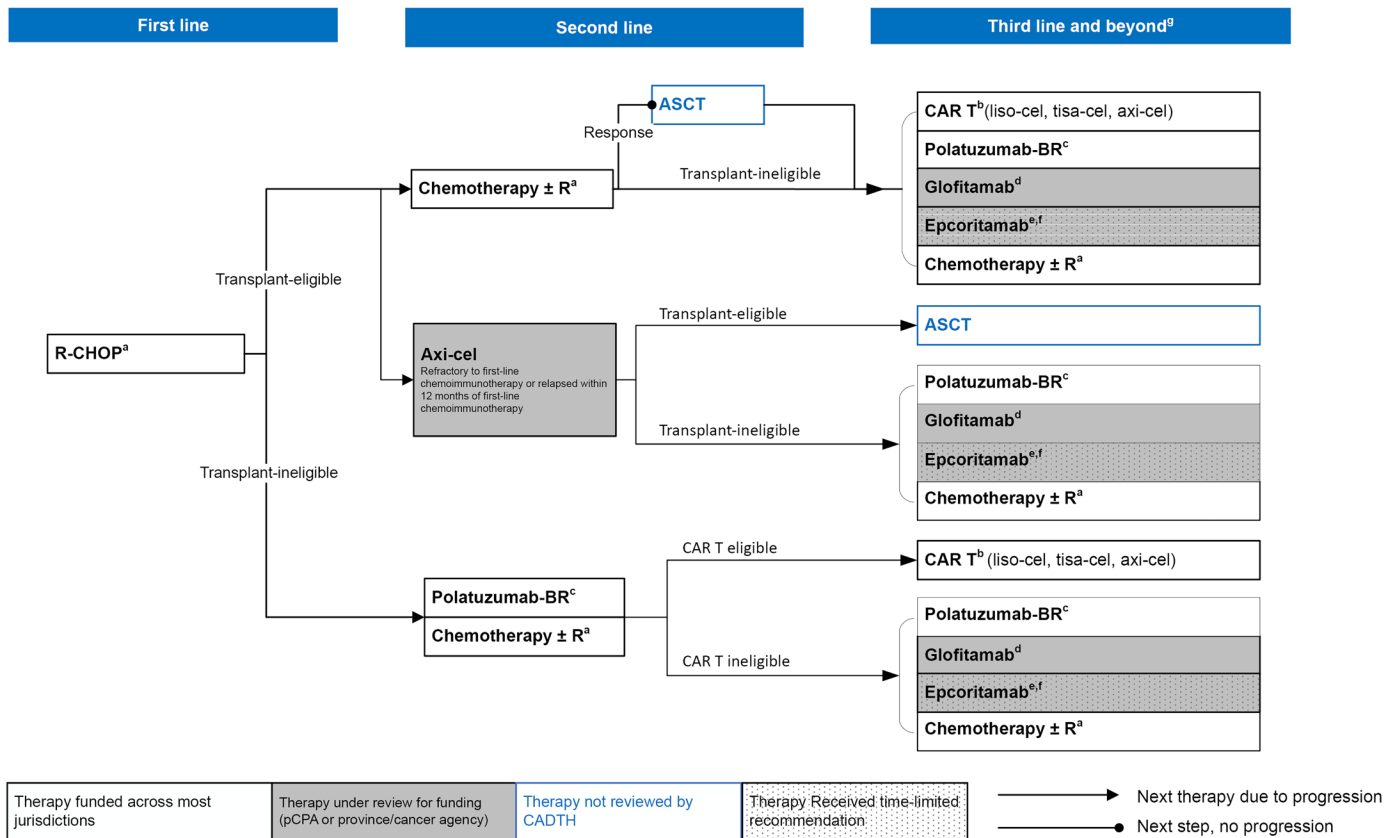 First line
Second line
Third line and beyondg
ASCT
Response
Chemotherapy ± Ra
Transplant-ineligible
CAR Tb(liso-cel, tisa-cel, axi-cel)
Polatuzumab-BRc
Glofitamabd
Epcoritamabe,f
Chemotherapy ± Ra
Transplant-eligible
R-CHOPa
Axi-cel
Refractory to first-line
chemoimmunotherapy or relapsed within
12 months of first-line
chemoimmunotherapy
Transplant-eligible
ASCT
Transplant-ineligible
Polatuzumab-BRc
Glofitamabd
Epcoritamabe,f
Chemotherapy ± Ra
Transplant-ineligible
Polatuzumab-BRc
Chemotherapy ± Ra
CAR T eligible
CAR Tb (liso-cel, tisa-cel, axi-cel)
CAR T ineligible
Polatuzumab-BRc
Glofitamabd
Epcoritamabe,f
Chemotherapy ± Ra
Therapy funded across most
jurisdictions
Therapy under review for funding
(pCPA or province/cancer agency)
Therapy not reviewed by
CADTH
Therapy Received time-limited
recommendation
Next therapy due to progression
Next step, no progression